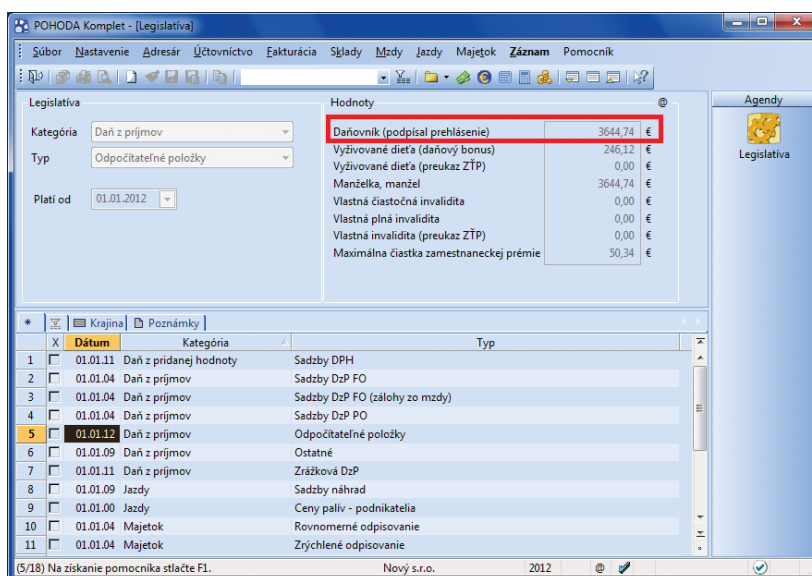 POHODA Komplet - [Legislatíva]
Súbor Nastavenie Adresár Účtovníctvo Fakturácia Sklady Mzdy Jazdy Majetok Záznam Pomocník
Legislatíva
Kategória Daň z príjmov
Typ Odpočítateľné položky
Platí od 01.01.2012
Hodnoty @
Daňovník (podpísal prehlásenie) 3644,74 €
Vyživované dieťa (daňový bonus) 246,12 €
Vyživované dieťa (preukaz ZŤP) 0,00 €
Manželka, manžel 3644,74 €
Vlastná čiastočná invalidita 0,00 €
Vlastná plná invalidita 0,00 €
Vlastná invalidita (preukaz ZŤP) 0,00 €
Maximálna čiastka zamestnaneckej prémie 50,34 €
Agendy
Legislatíva
Krajina Poznámky
X Dátum Kategória Typ
1 01.01.11 Daň z pridanej hodnoty Sadzby DPH
2 01.01.04 Daň z príjmov Sadzby DzP FO
3 01.01.04 Daň z príjmov Sadzby DzP FO (zálohy zo mzdy)
4 01.01.04 Daň z príjmov Sadzby DzP PO
5 01.01.12 Daň z príjmov Odpočítateľné položky
6 01.01.09 Daň z príjmov Ostatné
7 01.01.11 Daň z príjmov Zrážková DzP
8 01.01.09 Jazdy Sadzby náhrad
9 01.01.00 Jazdy Ceny palív - podnikatelia
10 01.01.04 Majetok Rovnomerné odpisovanie
11 01.01.04 Majetok Zrýchlené odpisovanie
(5/18) Na získanie pomocníka stlačte F1. Nový s.r.o. 2012 @